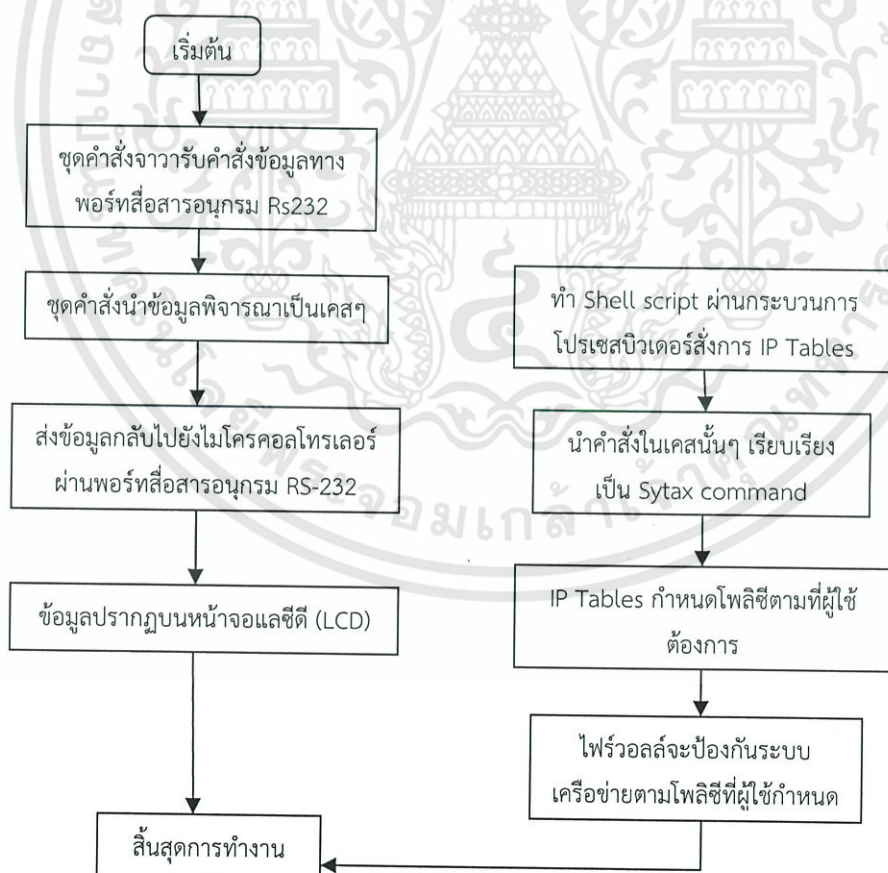 เริ่มต้น
ชุดคำสั่งจาวารับคำสั่งข้อมูลทาง
พอร์ทสื่อสารอนุกรม Rs232
ชุดคำสั่งนำข้อมูลพิจารณาเป็นเคสๆ
ส่งข้อมูลกลับไปยังไมโครคอลโทรเลอร์
ผ่านพอร์ทสื่อสารอนุกรม RS-232
ข้อมูลปรากฏบนหน้าจอแลซีดี (LCD)
สิ้นสุดการทำงาน
ทำ Shell script ผ่านกระบวนการ
โปรเซสบิวเดอร์สั่งการ IP Tables
นำคำสั่งในเคสนั้นๆ เรียบเรียง
เป็น Sytax command
IP Tables กำหนดโพลิซีตามที่ผู้ใช้
ต้องการ
ไฟร์วอลล์จะป้องกันระบบ
เครือข่ายตามโพลิซีที่ผู้ใช้กำหนด